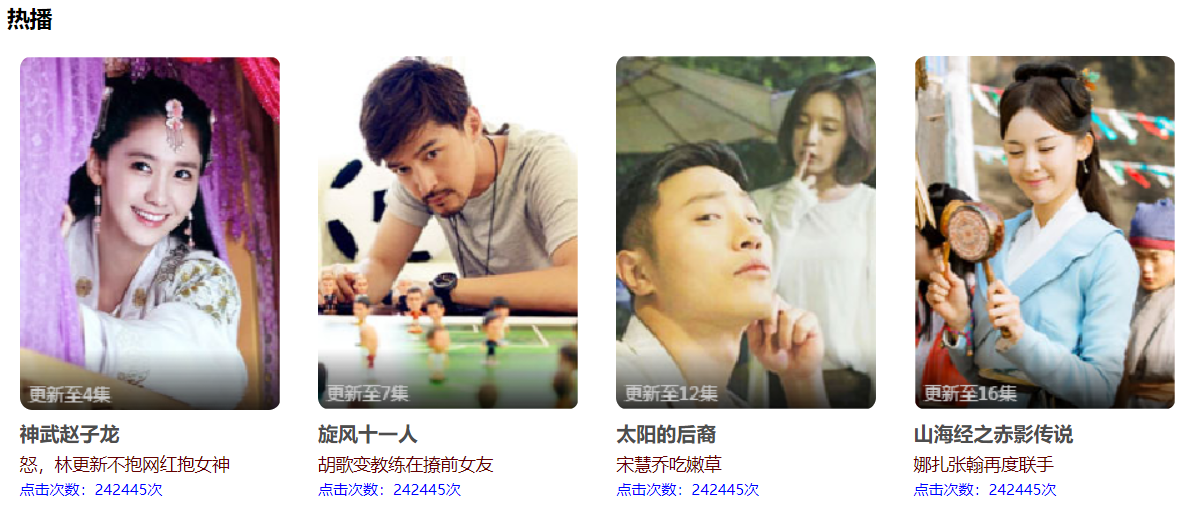 热播
更新至4集
更新至7集
更新至12集
更新至16集
神武赵子龙
旋风十一人
太阳的后裔
山海经之赤影传说
怒，林更新不抱网红抱女神
胡歌变教练在撩前女友
宋慧乔吃嫩草
娜扎张翰再度联手
点击次数：242445次
点击次数：242445次
点击次数：242445次
点击次数：242445次